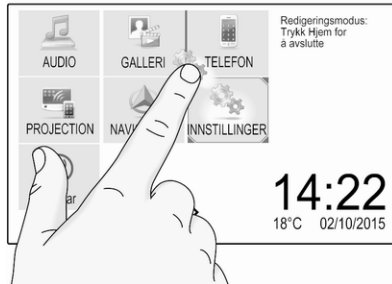 AUDIO
GALLERI
TELEFON
Redigeringsmodus:
Trykk Hjem for
å avslutte
PROJECTION
INNSTILLINGER
14:22
18°C 02/10/2015